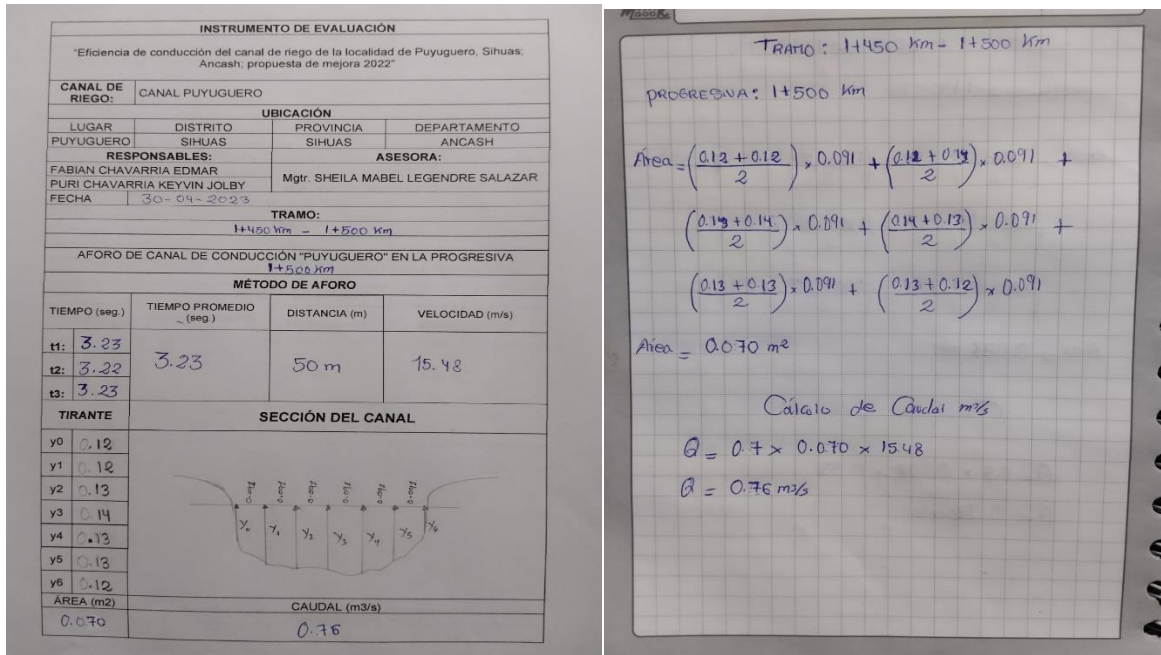 INSTRUMENTO DE EVALUACIÓN
"Eficiencia de conducción del canal de riego de la localidad de Puyuguero, Sihuas;
Ancash; propuesta de mejora 2022"
CANAL DE RIEGO: CANAL PUYUGUERO
UBICACIÓN
LUGAR DISTRITO PROVINCIA DEPARTAMENTO
PUYUGUERO SIHUAS SIHUAS ANCASH
RESPONSABLES: ASESORA:
FABIAN CHAVARRIA EDMAR
PURI CHAVARRIA KEYVIN JOLBY
Mgtr. SHEILA MABEL LEGENDRE SALAZAR
FECHA 30-04-2023
TRAMO:
1+450 Km - 1+500 Km
AFORO DE CANAL DE CONDUCCIÓN "PUYUGUERO" EN LA PROGRESIVA
1+500 Km
MÉTODO DE AFORO
TIEMPO (seg.) TIEMPO PROMEDIO (seg.) DISTANCIA (m) VELOCIDAD (m/s)
t1: 3.23
t2: 3.22 3.23 50 m 15.48
t3: 3.23
TIRANTE SECCIÓN DEL CANAL
y0 0.12
y1 0.12
y2 0.13
y3 0.14
y4 0.13
y5 0.13
y6 0.12
Y0 Y1 Y2 Y3 Y4 Y5 Y6
ÁREA (m2) CAUDAL (m3/s)
0.070 0.76
TRAMO: 1+450 Km - 1+500 Km
PROGRESIVA: 1+500 Km
Área = ((0.12 + 0.12)/2) × 0.091 + ((0.12 + )/2) × 0.091 +
(( + 0.14)/2) × 0.091 + ((0.14 + 0.13)/2) × 0.091 +
((0.13 + 0.13)/2) × 0.091 + ((0.13 + 0.12)/2) × 0.091
Área = 0.070 m²
Cálculo de Caudal m³/s
Q = 0.7 × 0.070 × 15.48
Q = 0.76 m3/s